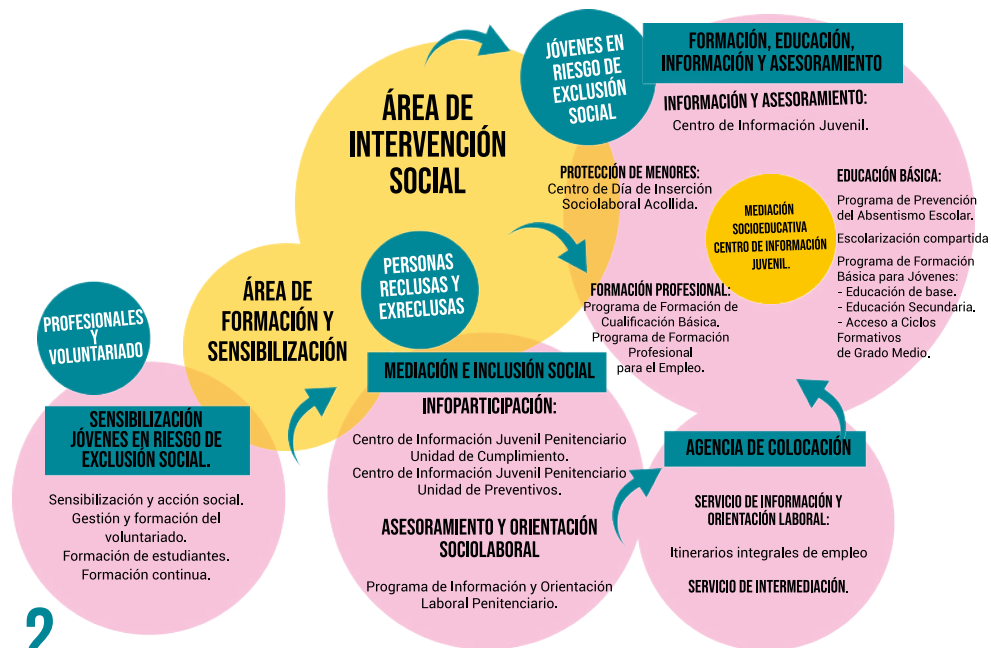 ÁREA DE
INTERVENCIÓN
SOCIAL
JÓVENES EN
RIESGO DE
EXCLUSIÓN
SOCIAL
FORMACIÓN, EDUCACIÓN,
INFORMACIÓN Y ASESORAMIENTO
INFORMACIÓN Y ASESORAMIENTO:
Centro de Información Juvenil.
PROTECCIÓN DE MENORES:
Centro de Día de Inserción
Sociolaboral Acollida.
MEDIACIÓN
SOCIOEDUCATIVA
CENTRO DE INFORMACIÓN
JUVENIL.
EDUCACIÓN BÁSICA:
Programa de Prevención
del Absentismo Escolar.
Escolarización compartida
Programa de Formación
Básica para Jóvenes:
- Educación de base.
- Educación Secundaria.
- Acceso a Ciclos
Formativos
de Grado Medio.
FORMACIÓN PROFESIONAL:
Programa de Formación de
Cualificación Básica.
Programa de Formación
Profesional
para el Empleo.
ÁREA DE
FORMACIÓN Y
SENSIBILIZACIÓN
PERSONAS
RECLUSAS Y
EXRECLUSAS
PROFESIONALES
Y
VOLUNTARIADO
SENSIBILIZACIÓN
JÓVENES EN RIESGO DE
EXCLUSIÓN SOCIAL.
Sensibilización y acción social.
Gestión y formación del
voluntariado.
Formación de estudiantes.
Formación continua.
MEDIACIÓN E INCLUSIÓN SOCIAL
INFOPARTICIPACIÓN:
Centro de Información Juvenil Penitenciario
Unidad de Cumplimiento.
Centro de Información Juvenil Penitenciario
Unidad de Preventivos.
ASESORAMIENTO Y ORIENTACIÓN
SOCIOLABORAL
Programa de Información y Orientación
Laboral Penitenciario.
AGENCIA DE COLOCACIÓN
SERVICIO DE INFORMACIÓN Y
ORIENTACIÓN LABORAL:
Itinerarios integrales de empleo
SERVICIO DE INTERMEDIACIÓN.
2